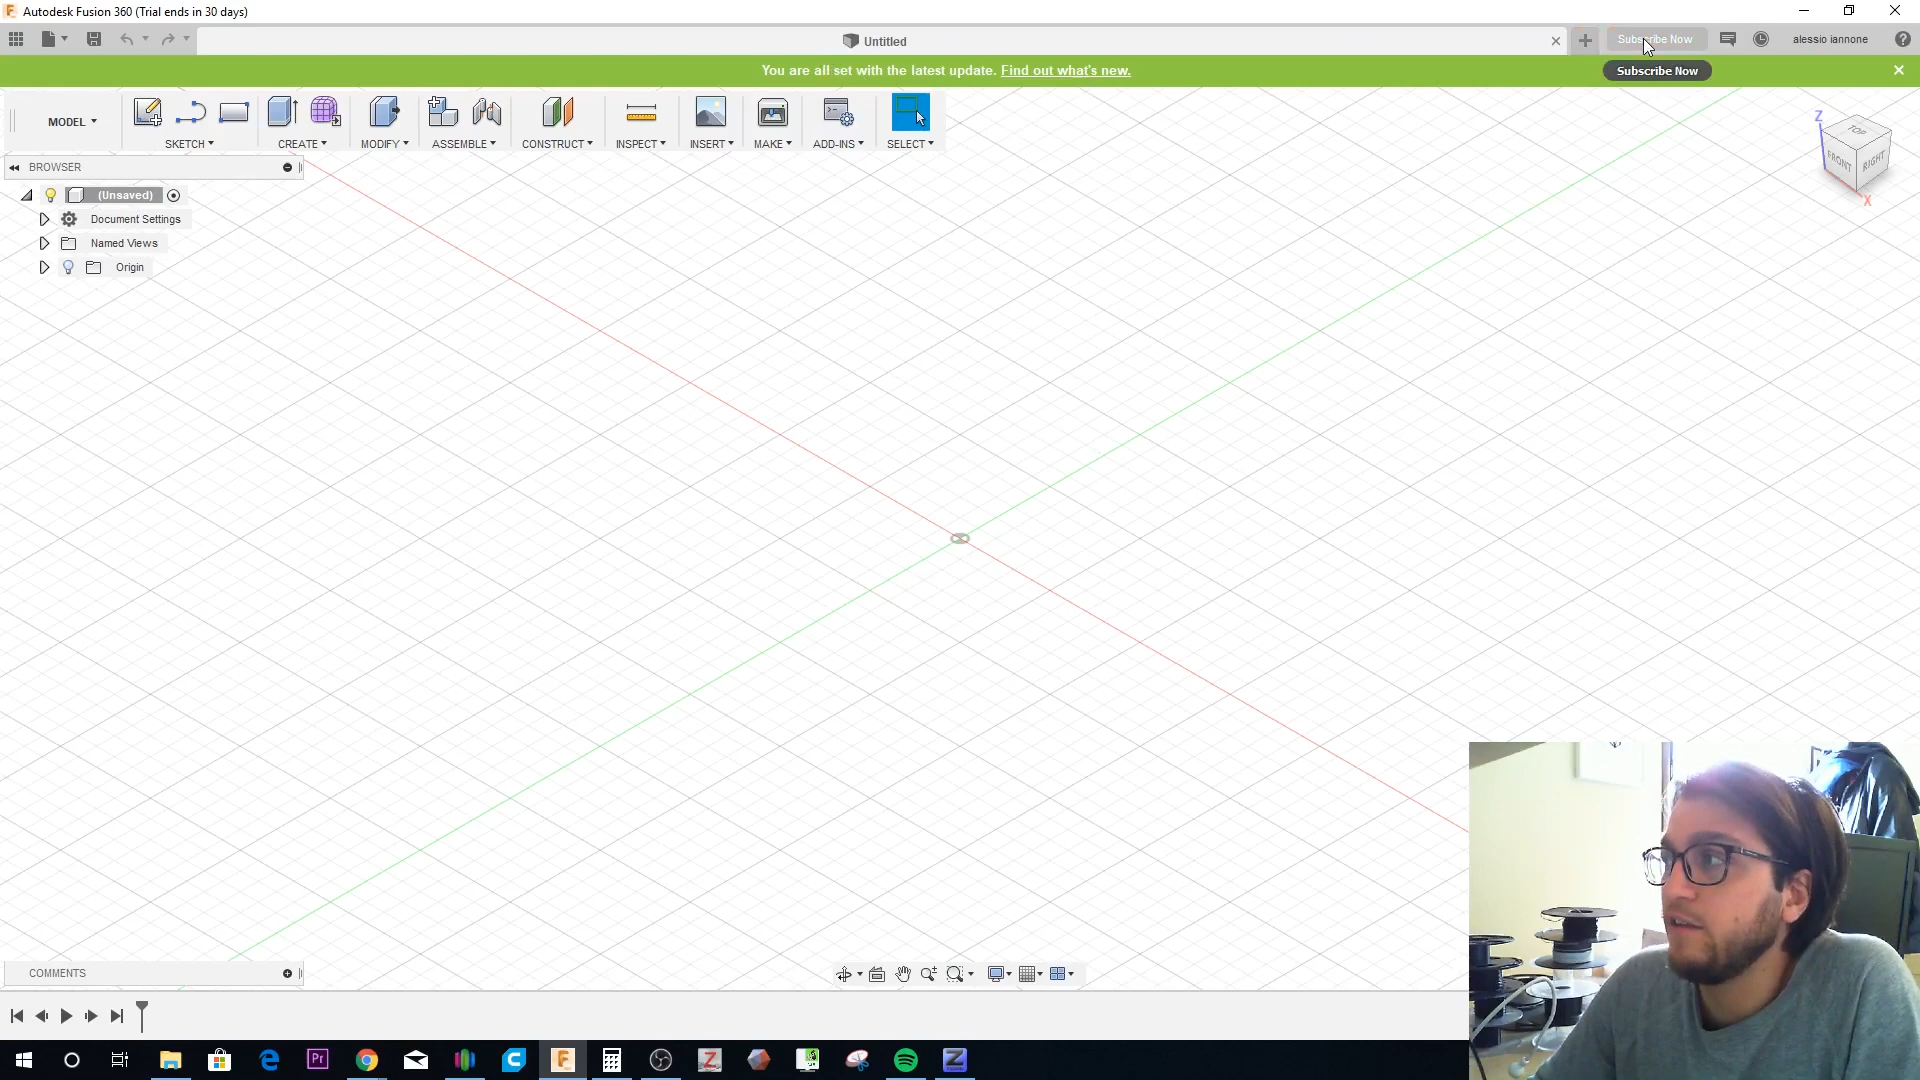 Autodesk Fusion 360 (Trial ends in 30 days)
Untitled
Subscribe Now
alessio iannone
You are all set with the latest update. Find out what's new.
Subscribe Now
MODEL
SKETCH
CREATE
MODIFY
ASSEMBLE
CONSTRUCT
INSPECT
INSERT
MAKE
ADD-INS
SELECT
BROWSER
(Unsaved)
Document Settings
Named Views
Origin
Z
TOP
FRONT
RIGHT
X
COMMENTS
Pr